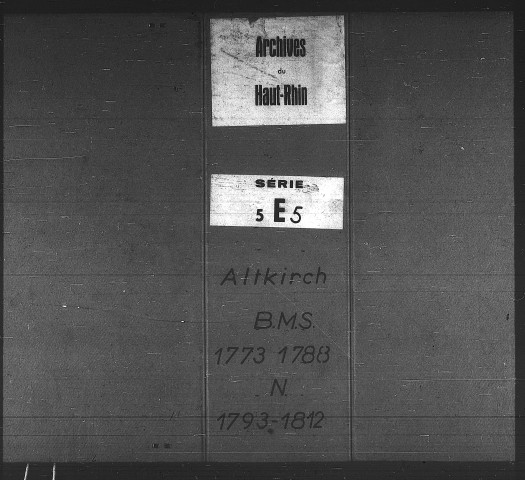 Archives
du
Haut-Rhin
SÉRIE
5 E 5
Altkirch
B.M.S.
1773 1788
N.
1793-1812